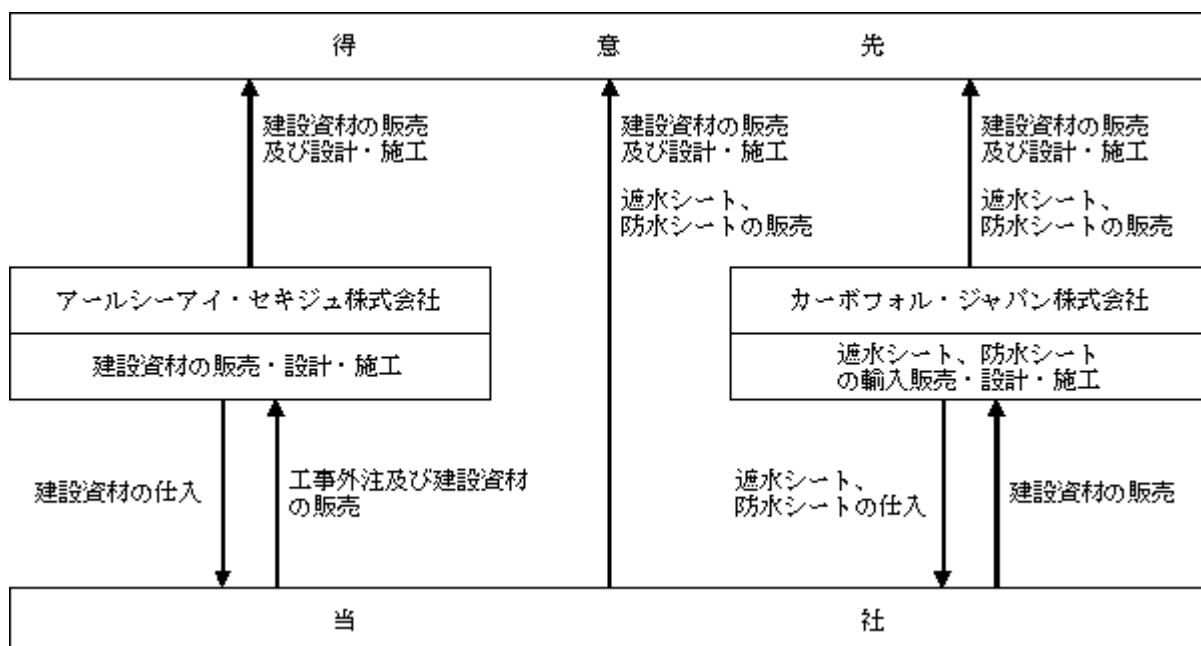 得意先
建設資材の販売
及び設計・施工
建設資材の販売
及び設計・施工
遮水シート、
防水シートの販売
建設資材の販売
及び設計・施工
遮水シート、
防水シートの販売
アールシーアイ・セキジュ株式会社
建設資材の販売・設計・施工
カーボフォル・ジャパン株式会社
遮水シート、防水シート
の輸入販売・設計・施工
建設資材の仕入
工事外注及び建設資材
の販売
遮水シート、
防水シートの仕入
建設資材の販売
当社